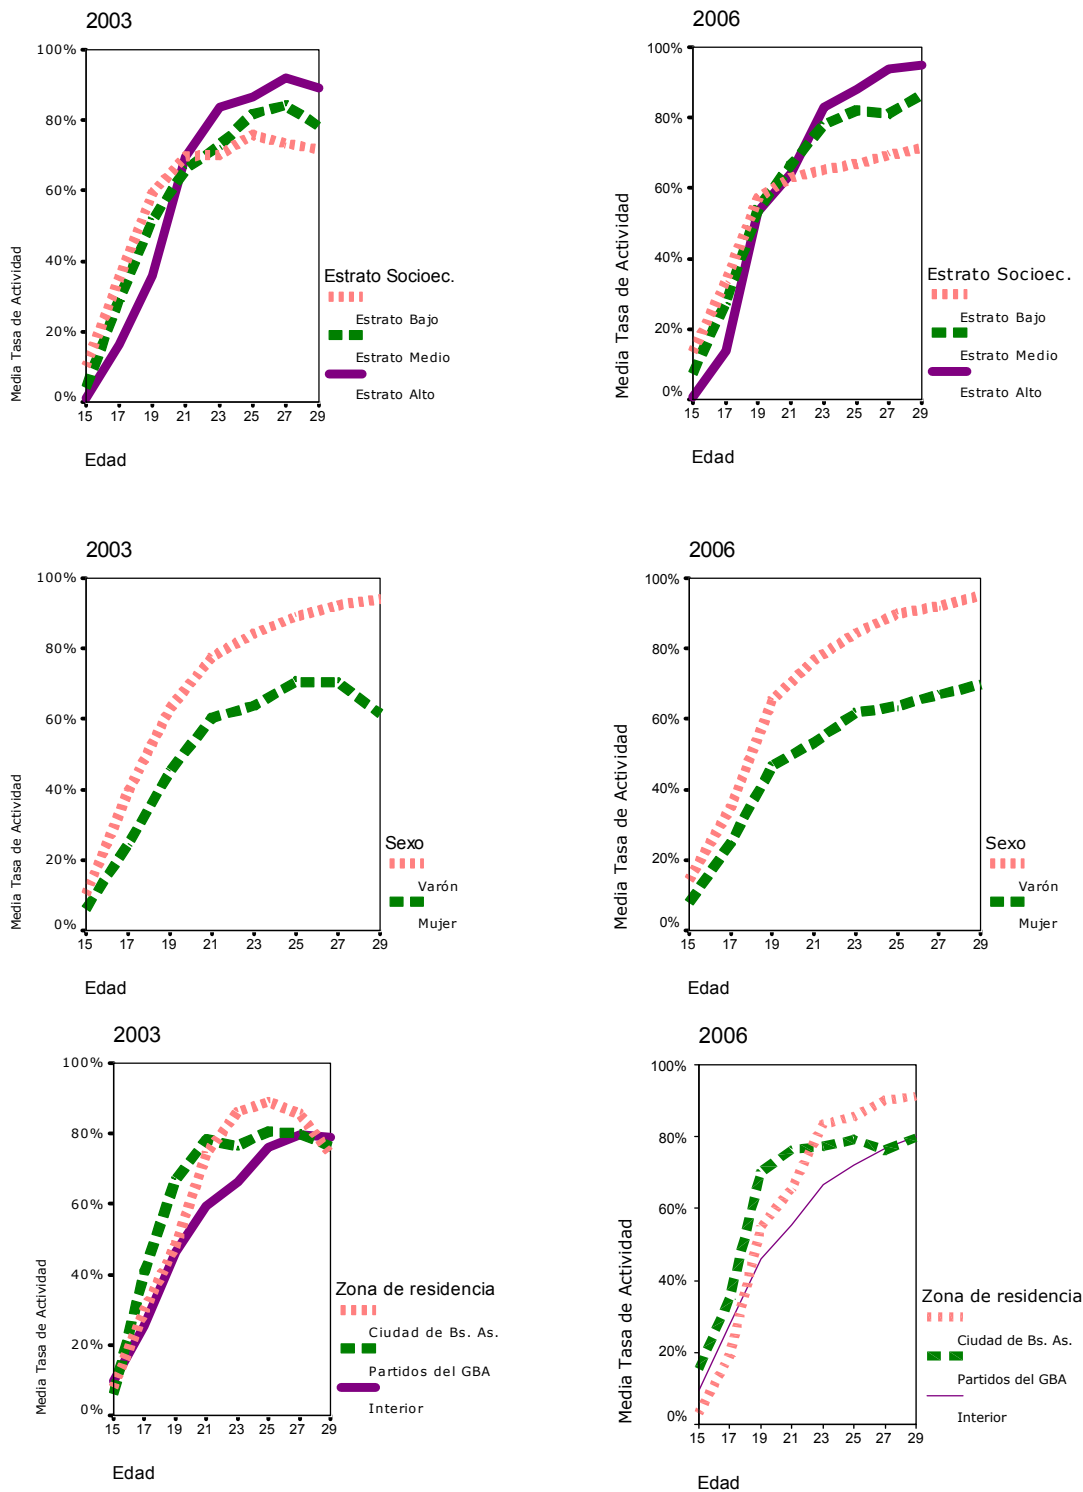 2003
100%
80%
60%
40%
20%
0%
Media Tasa de Actividad
15 17 19 21 23 25 27 29
Edad
Estrato Socioec.
Estrato Bajo
Estrato Medio
Estrato Alto
2006
100%
80%
60%
40%
20%
0%
Media Tasa de Actividad
15 17 19 21 23 25 27 29
Edad
Estrato Socioec.
Estrato Bajo
Estrato Medio
Estrato Alto
2003
100%
80%
60%
40%
20%
0%
Media Tasa de Actividad
15 17 19 21 23 25 27 29
Edad
Sexo
Varón
Mujer
2006
100%
80%
60%
40%
20%
0%
Media Tasa de Actividad
15 17 19 21 23 25 27 29
Edad
Sexo
Varón
Mujer
2003
100%
80%
60%
40%
20%
0%
Media Tasa de Actividad
15 17 19 21 23 25 27 29
Edad
Zona de residencia
Ciudad de Bs. As.
Partidos del GBA
Interior
2006
100%
80%
60%
40%
20%
0%
Media Tasa de Actividad
15 17 19 21 23 25 27 29
Edad
Zona de residencia
Ciudad de Bs. As.
Partidos del GBA
Interior